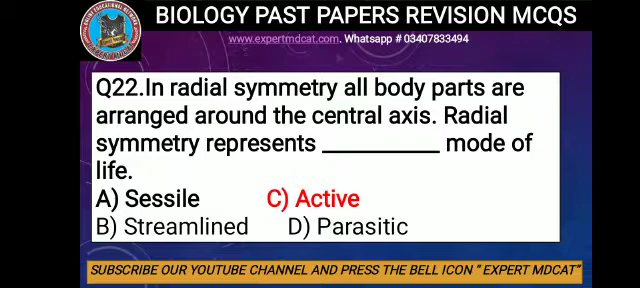 BIOLOGY PAST PAPERS REVISION MCQS
www.expertmdcat.com. Whatsapp # 03407833494
Q22.In radial symmetry all body parts are
arranged around the central axis. Radial
symmetry represents __________ mode of
life.
A) Sessile C) Active
B) Streamlined D) Parasitic
SUBSCRIBE OUR YOUTUBE CHANNEL AND PRESS THE BELL ICON " EXPERT MDCAT"